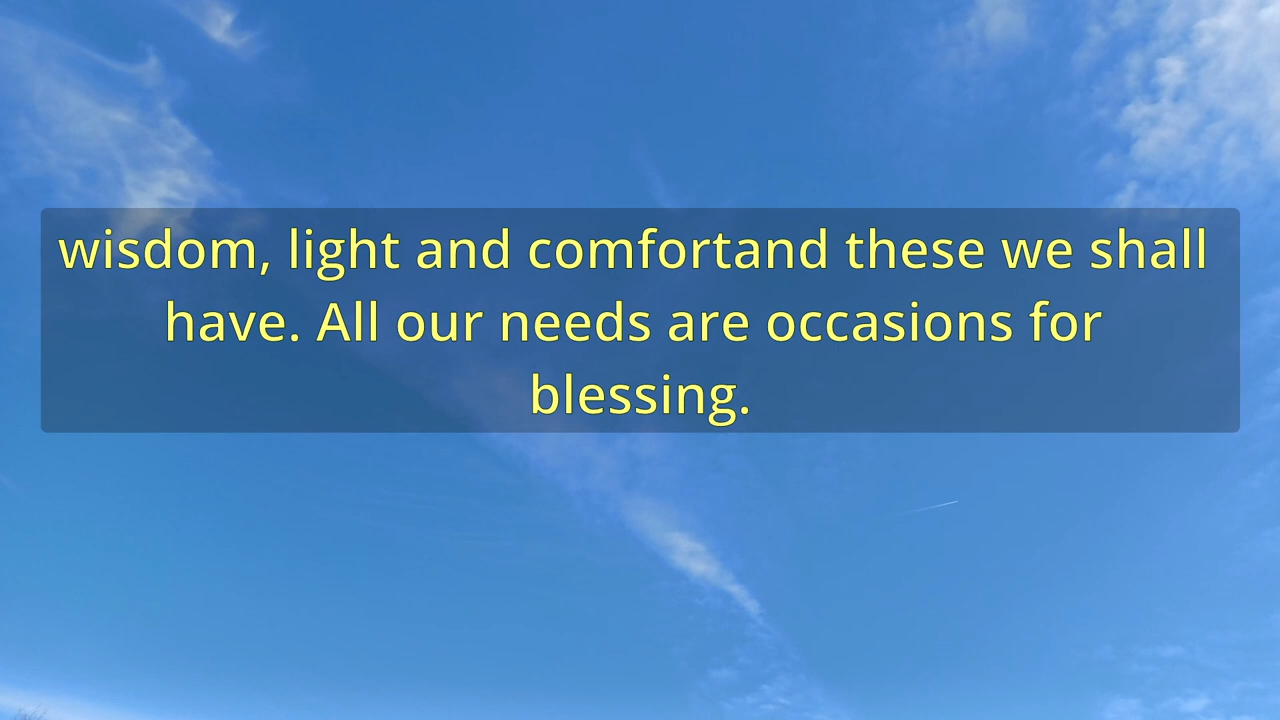 wisdom, light and comfortand these we shall
have. All our needs are occasions for
blessing.